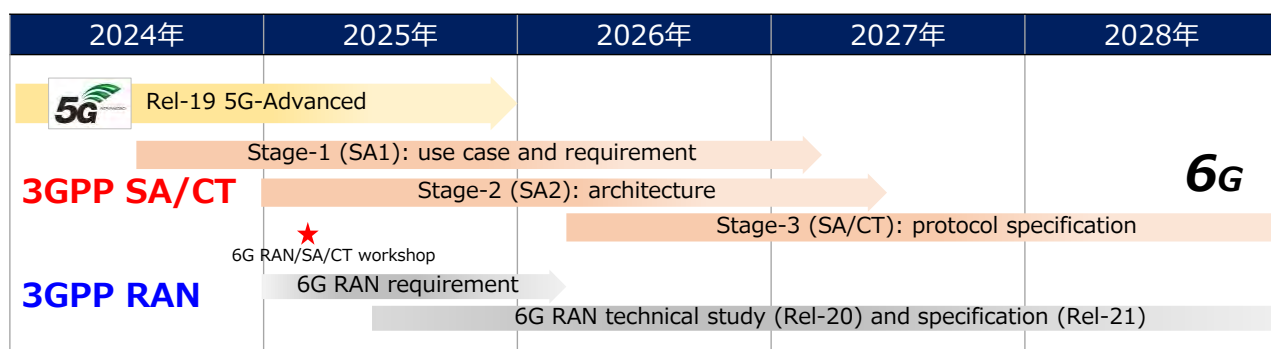 2024年 2025年 2026年 2027年 2028年
5G ADVANCED Rel-19 5G-Advanced
Stage-1 (SA1): use case and requirement
3GPP SA/CT
Stage-2 (SA2): architecture
6G
Stage-3 (SA/CT): protocol specification
6G RAN/SA/CT workshop
3GPP RAN
6G RAN requirement
6G RAN technical study (Rel-20) and specification (Rel-21)